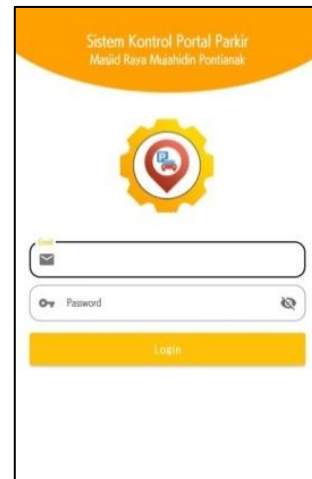 Sistem Kontrol Portal Parkir
Masjid Raya Mujahidin Pontianak
P
Email
Password
Login